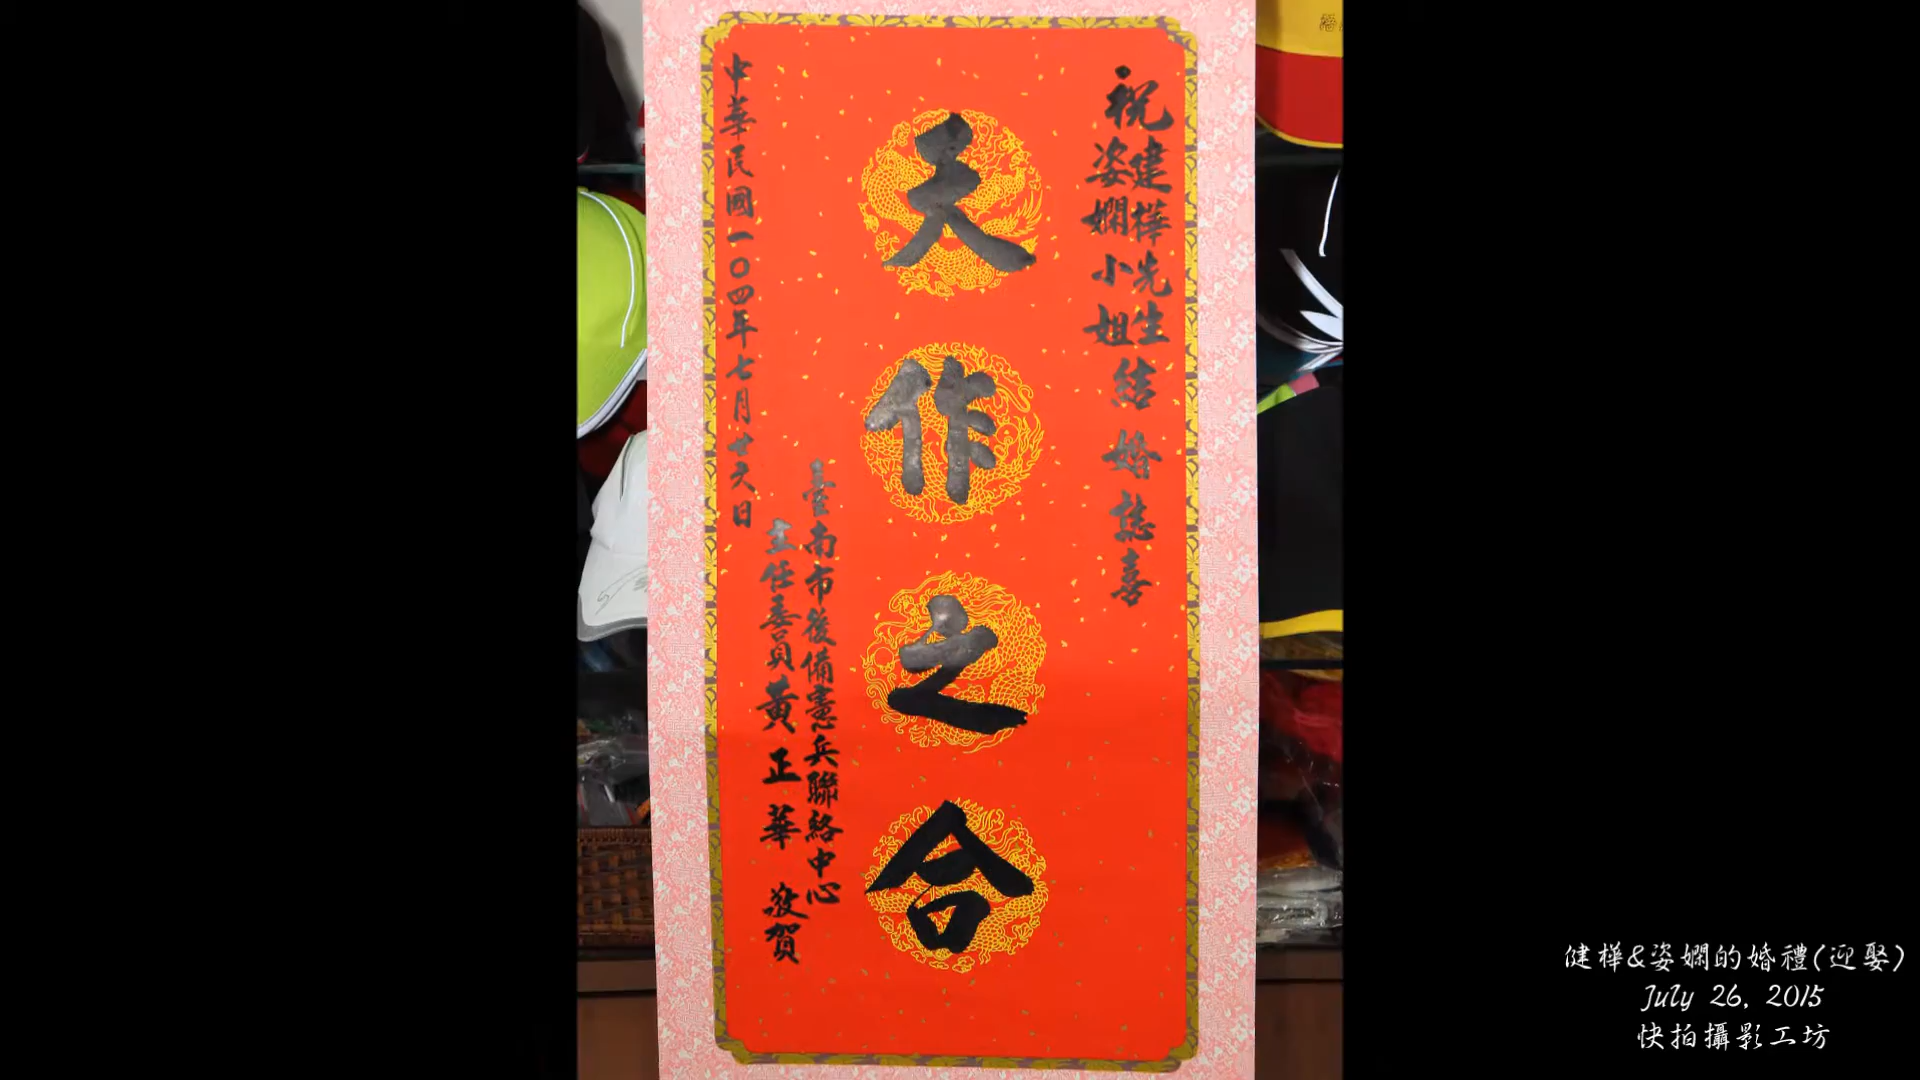 祝
建樺先生
姿嫻小姐
結婚誌喜
天作之合
臺南市後備憲兵聯絡中心
主任委員黃正華 敬賀
中華民國一〇四年七月廿六日
健樺&姿嫻的婚禮(迎娶)
July 26, 2015
快拍攝影工坊